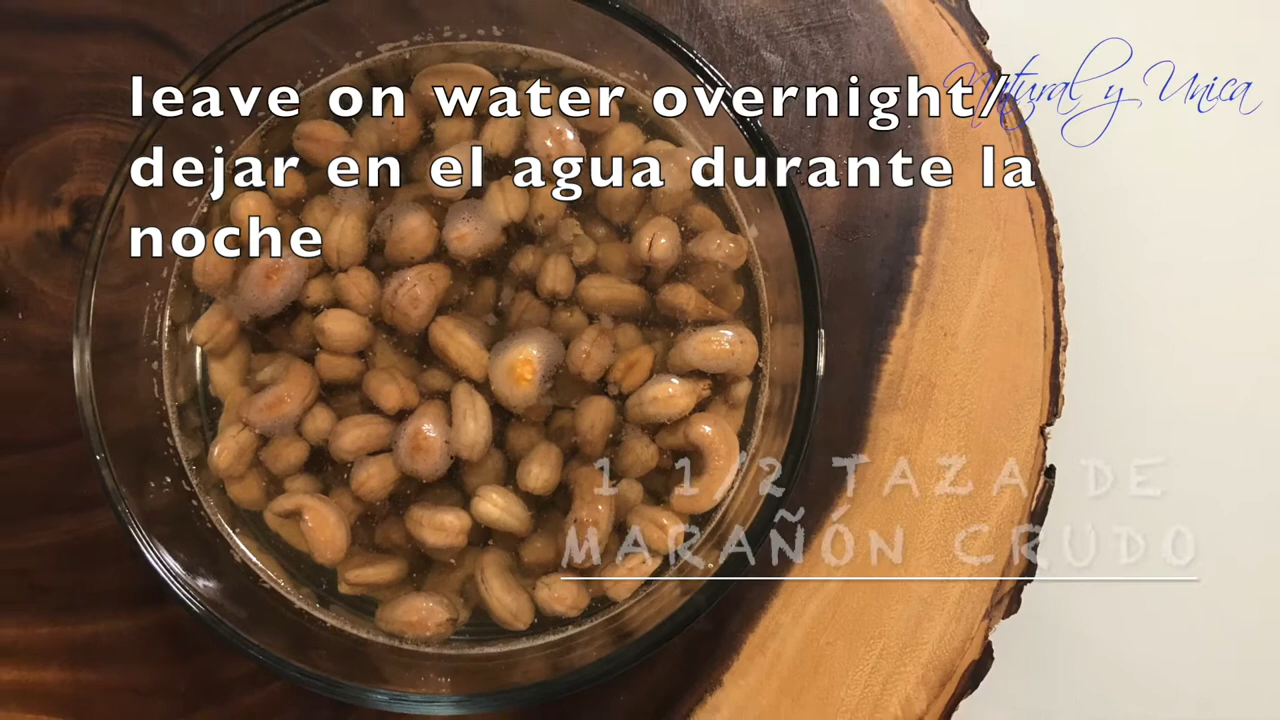 leave on water overnight/
Natural y Unica
dejar en el agua durante la
noche
1 1/2 TAZA DE
MARAÑÓN CRUDO